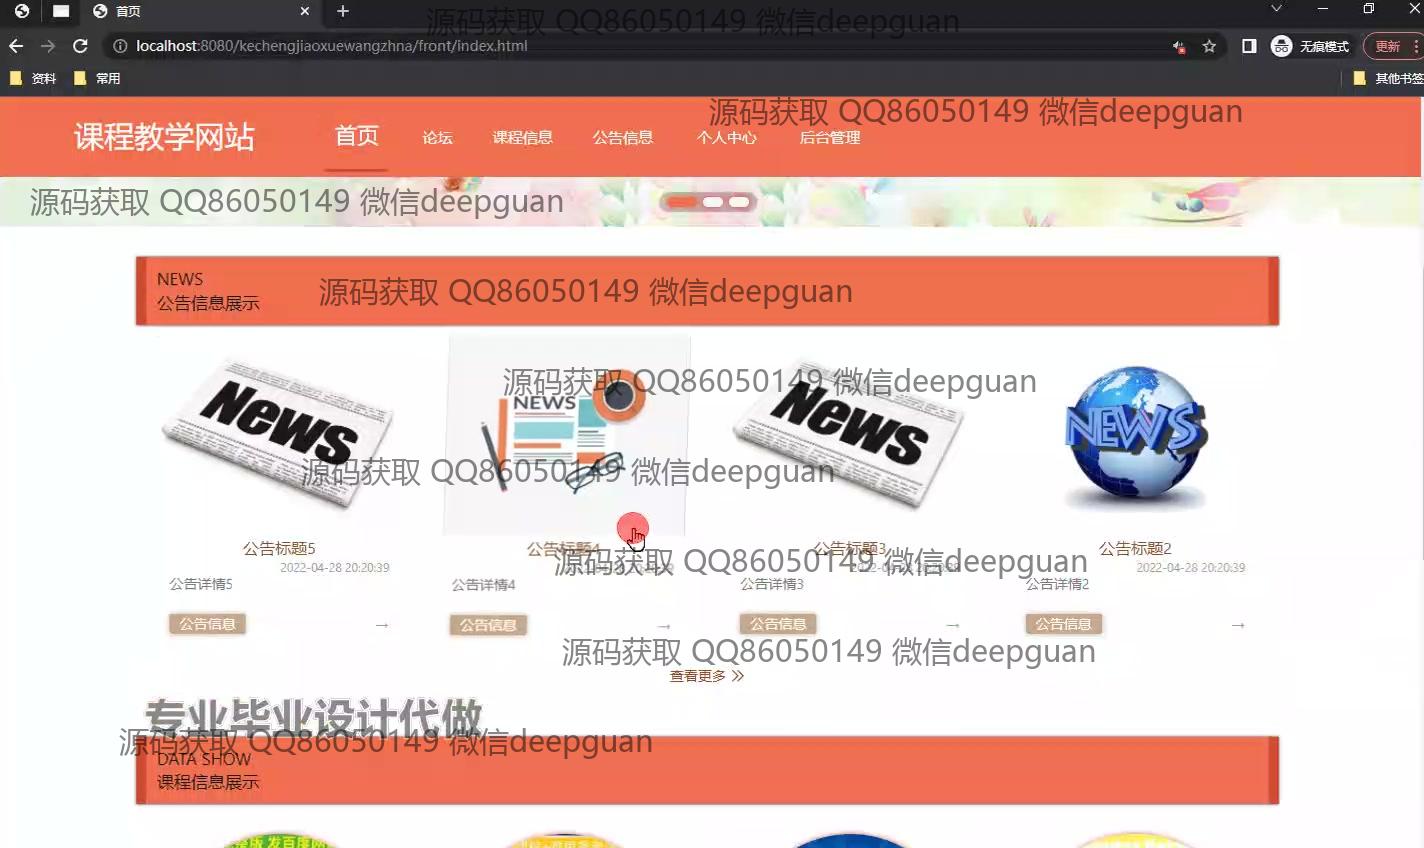 首页
源码获取 QQ86050149 微信deepguan
localhost:8080/kechengjiaoxuewangzhna/front/index.html
无痕模式
更新
资料
常用
其他书签
源码获取 QQ86050149 微信deepguan
课程教学网站
首页
论坛
课程信息
公告信息
个人中心
后台管理
源码获取 QQ86050149 微信deepguan
NEWS
公告信息展示
源码获取 QQ86050149 微信deepguan
News
NEWS
News
NEWS
源码获取 QQ86050149 微信deepguan
源码获取 QQ86050149 微信deepguan
公告标题5
公告标题4
公告标题3
公告标题2
源码获取 QQ86050149 微信deepguan
2022-04-28 20:20:39
2022-04-28 20:20:39
公告详情5
公告详情4
公告详情3
公告详情2
公告信息
公告信息
公告信息
公告信息
源码获取 QQ86050149 微信deepguan
查看更多
专业毕业设计代做
源码获取 QQ86050149 微信deepguan
DATA SHOW
课程信息展示